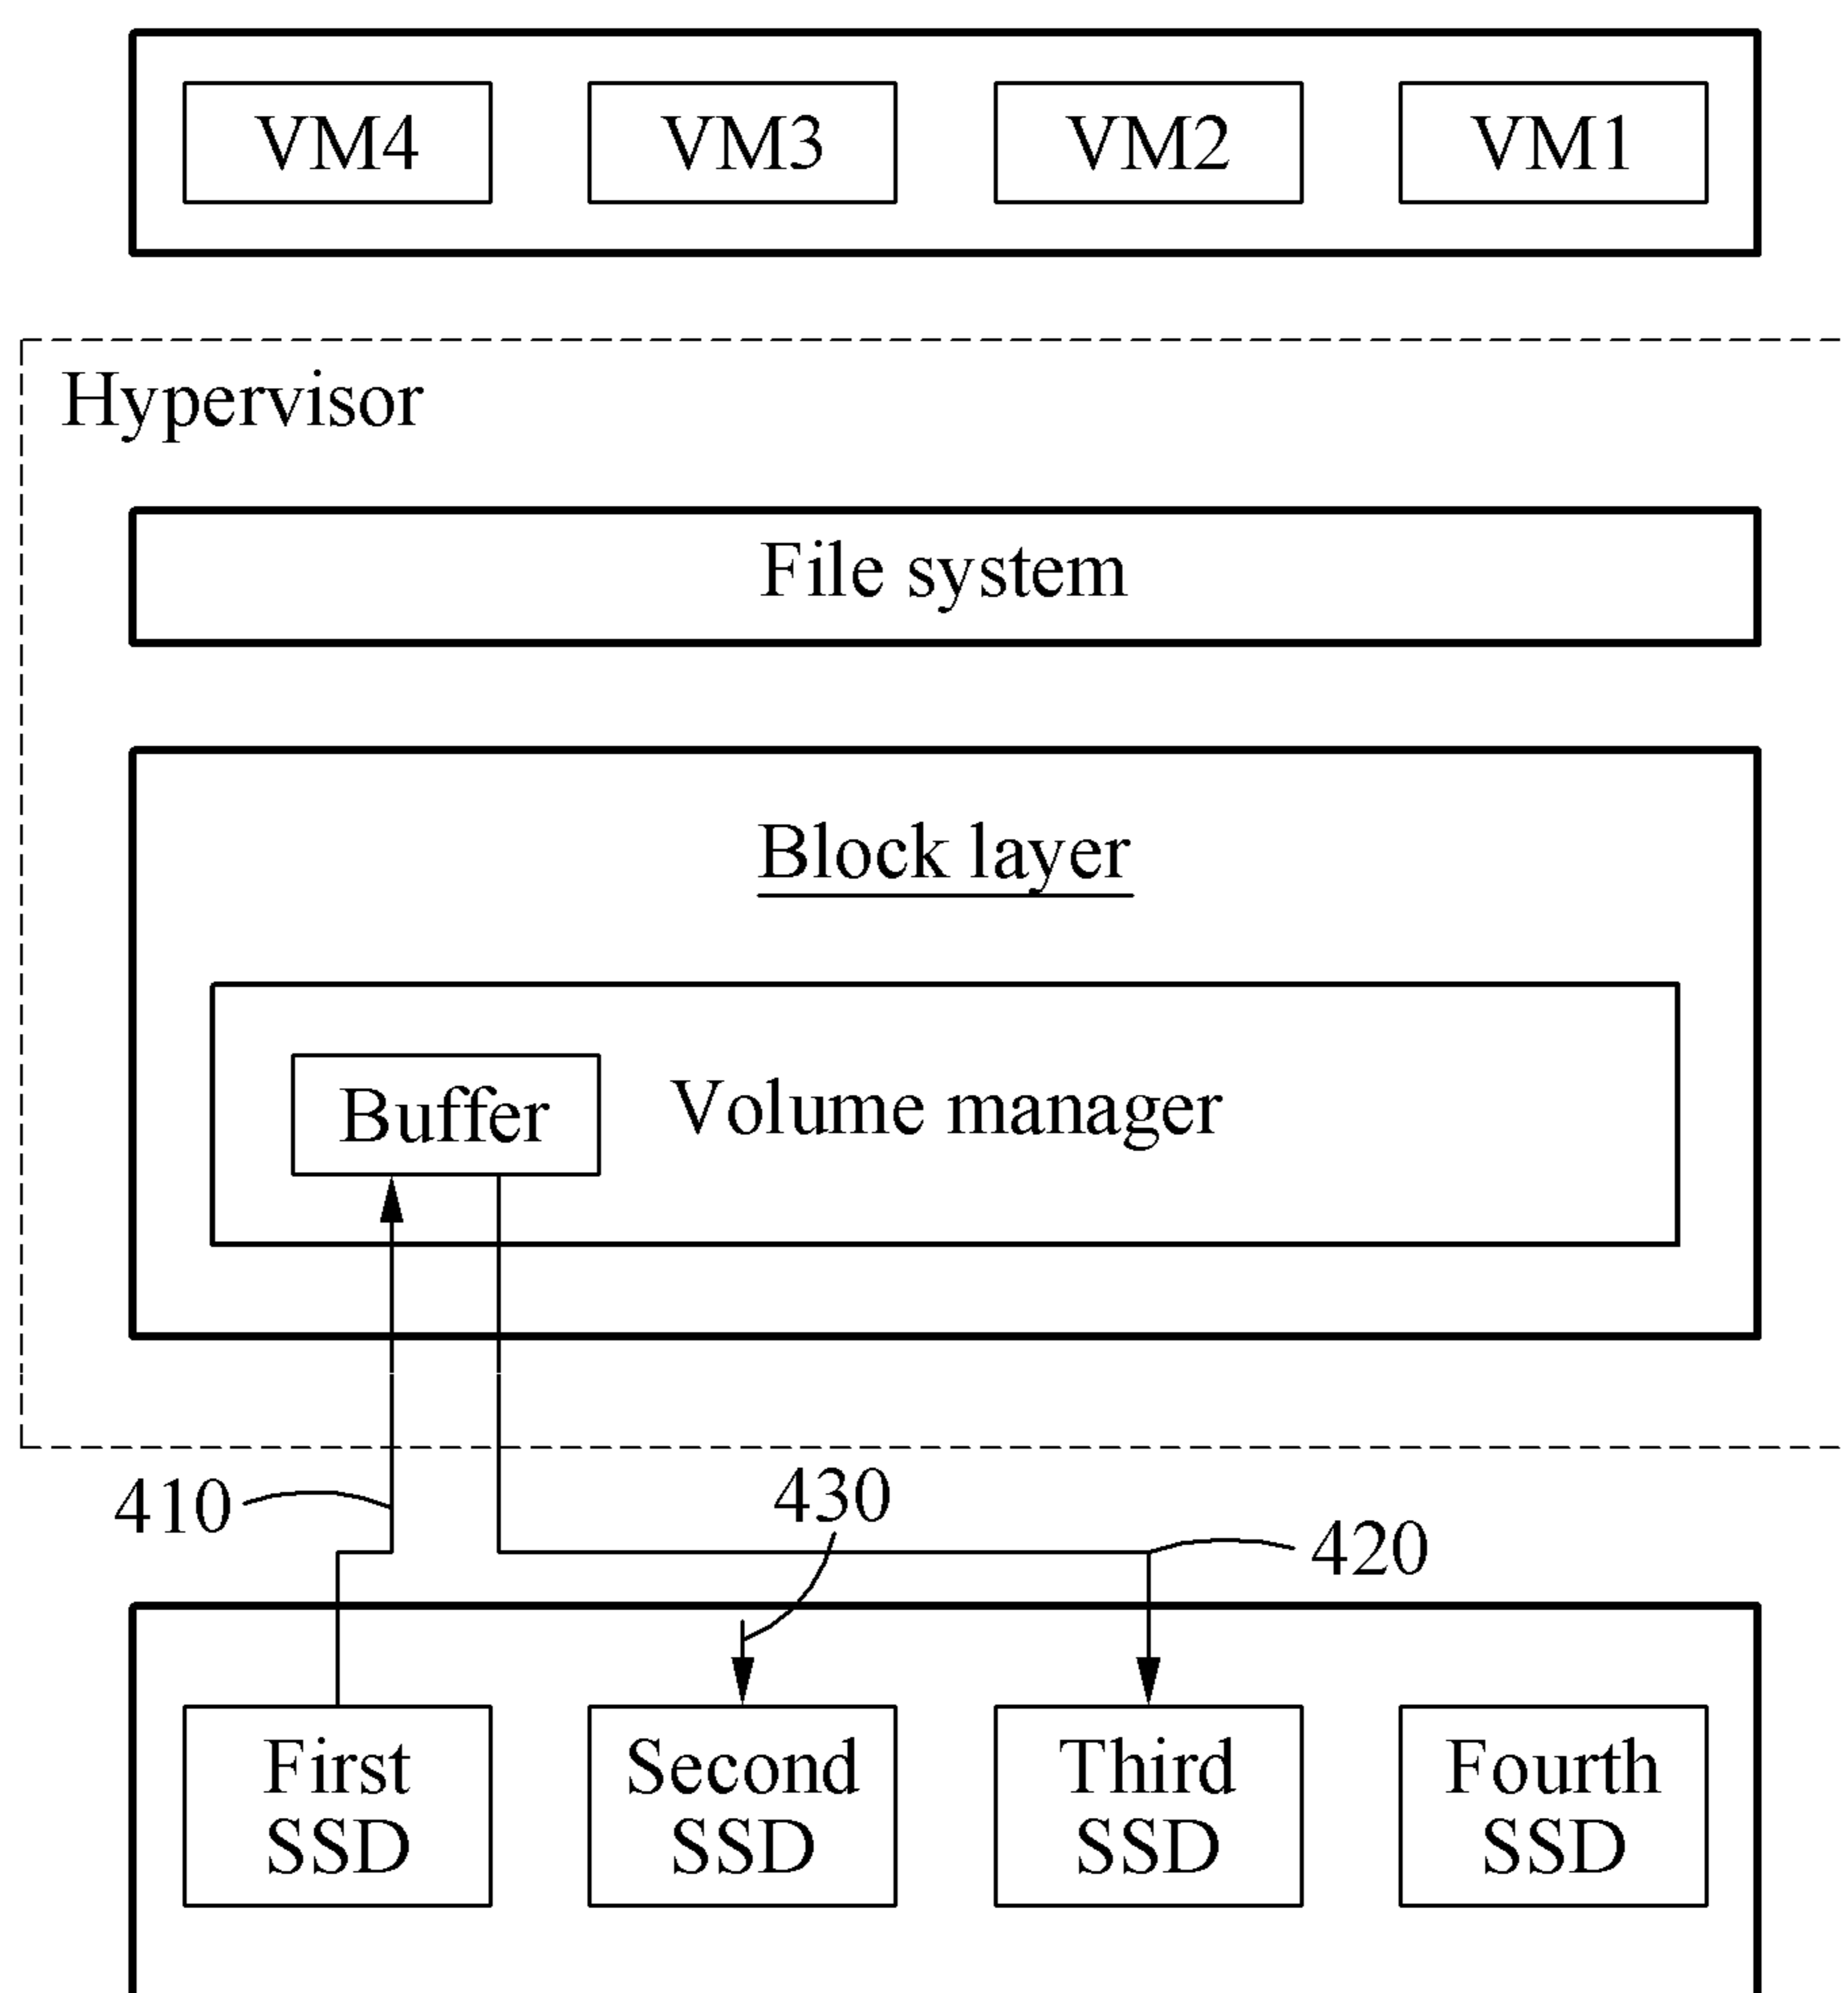 VM4 VM3 VM2 VM1
Hypervisor
File system
Block layer
Buffer Volume manager
410 430 420
First Second Third Fourth
SSD SSD SSD SSD